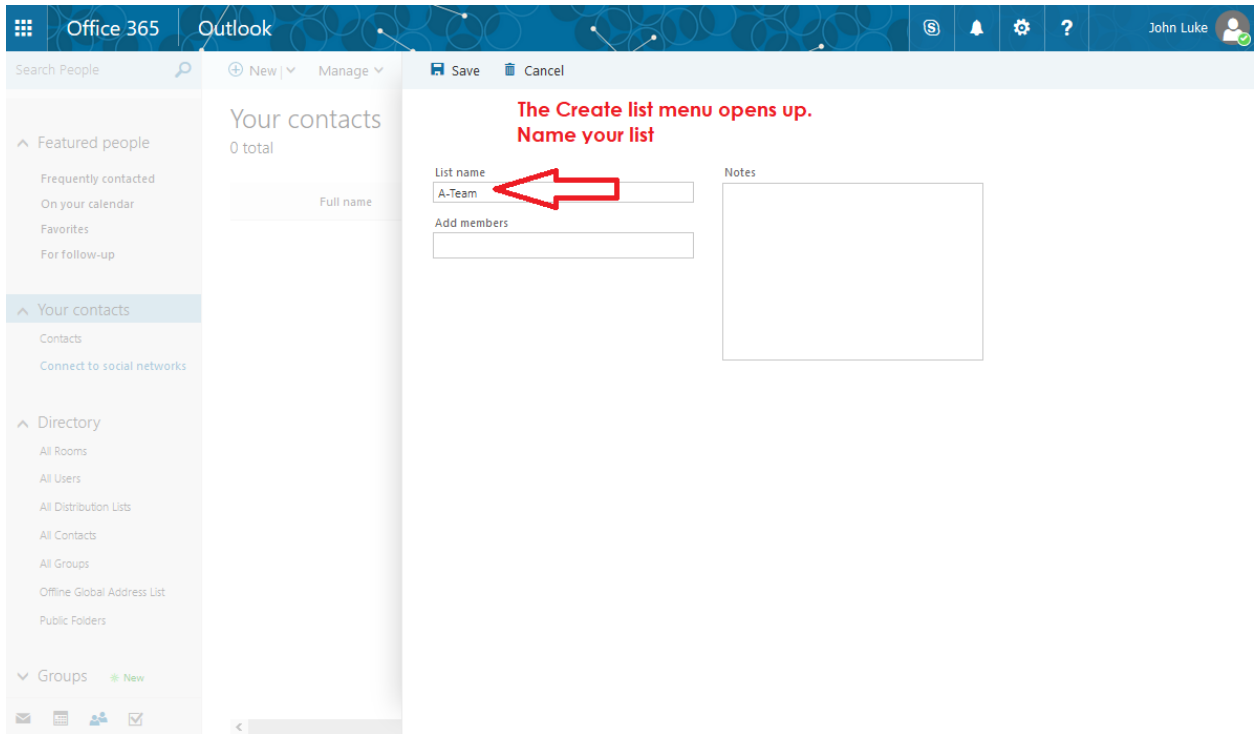 Office 365 Outlook John Luke
Search People
New Manage
Save Cancel
The Create list menu opens up.
Name your list
Your contacts
0 total
Full name
Featured people
Frequently contacted
On your calendar
Favorites
For follow-up
Your contacts
Contacts
Connect to social networks
Directory
All Rooms
All Users
All Distribution Lists
All Contacts
All Groups
Offline Global Address List
Public Folders
Groups New
List name
A-Team
Add members
Notes